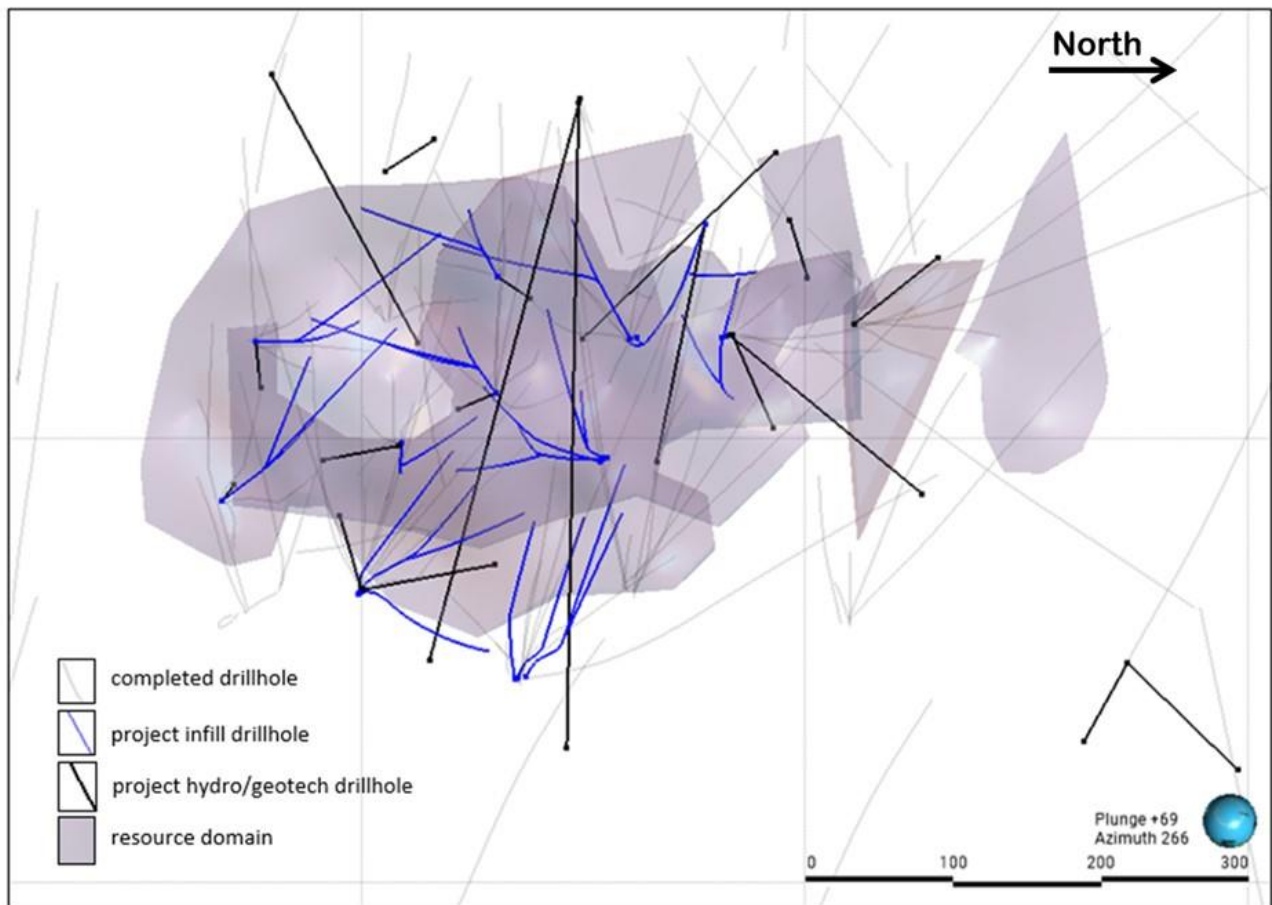 North
completed drillhole
project infill drillhole
project hydro/geotech drillhole
resource domain
Plunge +69
Azimuth 266
0 100 200 300